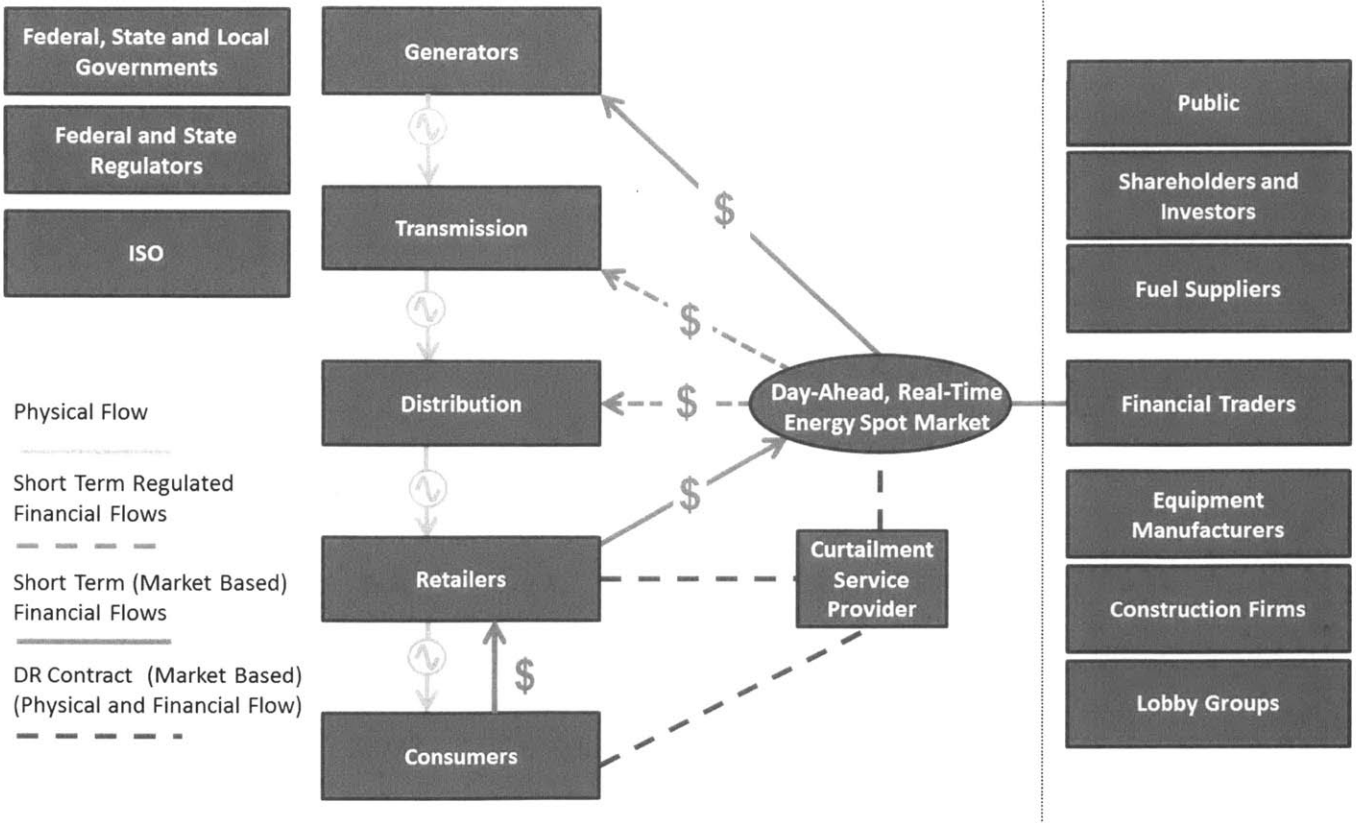 Federal, State and Local
Governments
Federal and State
Regulators
ISO
Physical Flow
Short Term Regulated
Financial Flows
Short Term (Market Based)
Financial Flows
DR Contract (Market Based)
(Physical and Financial Flow)
Generators
Transmission
Distribution
Retailers
Consumers
$
$
$
$
$
Day-Ahead, Real-Time
Energy Spot Market
Curtailment
Service
Provider
Public
Shareholders and
Investors
Fuel Suppliers
Financial Traders
Equipment
Manufacturers
Construction Firms
Lobby Groups